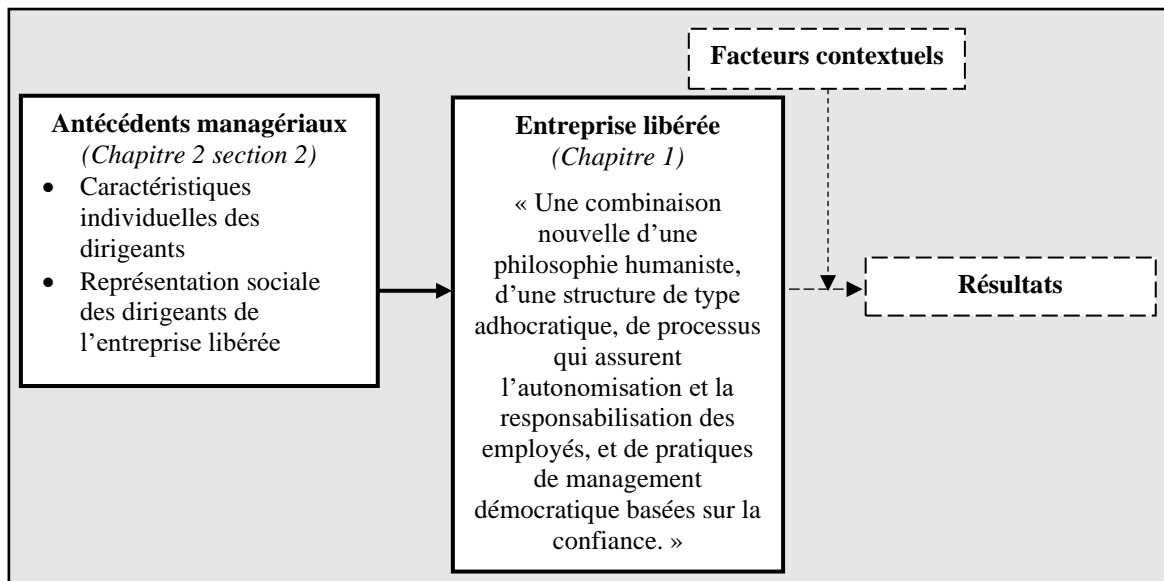 Facteurs contextuels
Antécédents managériaux
(Chapitre 2 section 2)
• Caractéristiques
individuelles des
dirigeants
• Représentation sociale
des dirigeants de
l’entreprise libérée
Entreprise libérée
(Chapitre 1)
« Une combinaison
nouvelle d’une
philosophie humaniste,
d’une structure de type
adhocratique, de processus
qui assurent
l’autonomisation et la
responsabilisation des
employés, et de pratiques
de management
démocratique basées sur la
confiance. »
Résultats